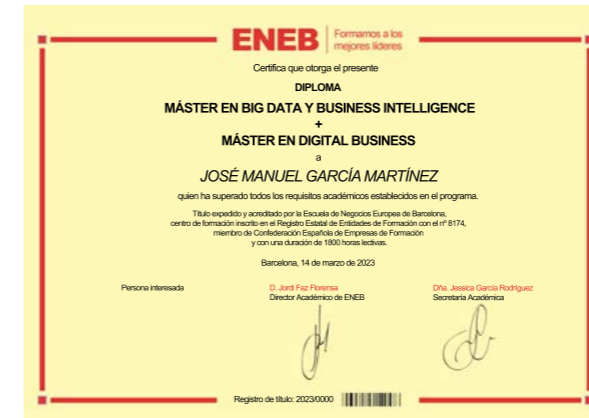 ENEB
Formamos a los
mejores líderes
Certifica que otorga el presente
DIPLOMA
MÁSTER EN BIG DATA Y BUSINESS INTELLIGENCE
+
MÁSTER EN DIGITAL BUSINESS
a
JOSÉ MANUEL GARCÍA MARTÍNEZ
quien ha superado todos los requisitos académicos establecidos en el programa.
Título expedido y acreditado por la Escuela de Negocios Europea de Barcelona,
centro de formación inscrito en el Registro Estatal de Entidades de Formación con el nº 8174,
miembro de Confederación Española de Empresas de Formación
y con una duración de 1800 horas lectivas.
Barcelona, 14 de marzo de 2023
Persona interesada
D. Jordi Faz Florensa
Director Académico de ENEB
Dña. Jessica García Rodríguez
Secretaría Académica
Registro de título: 2023/0000